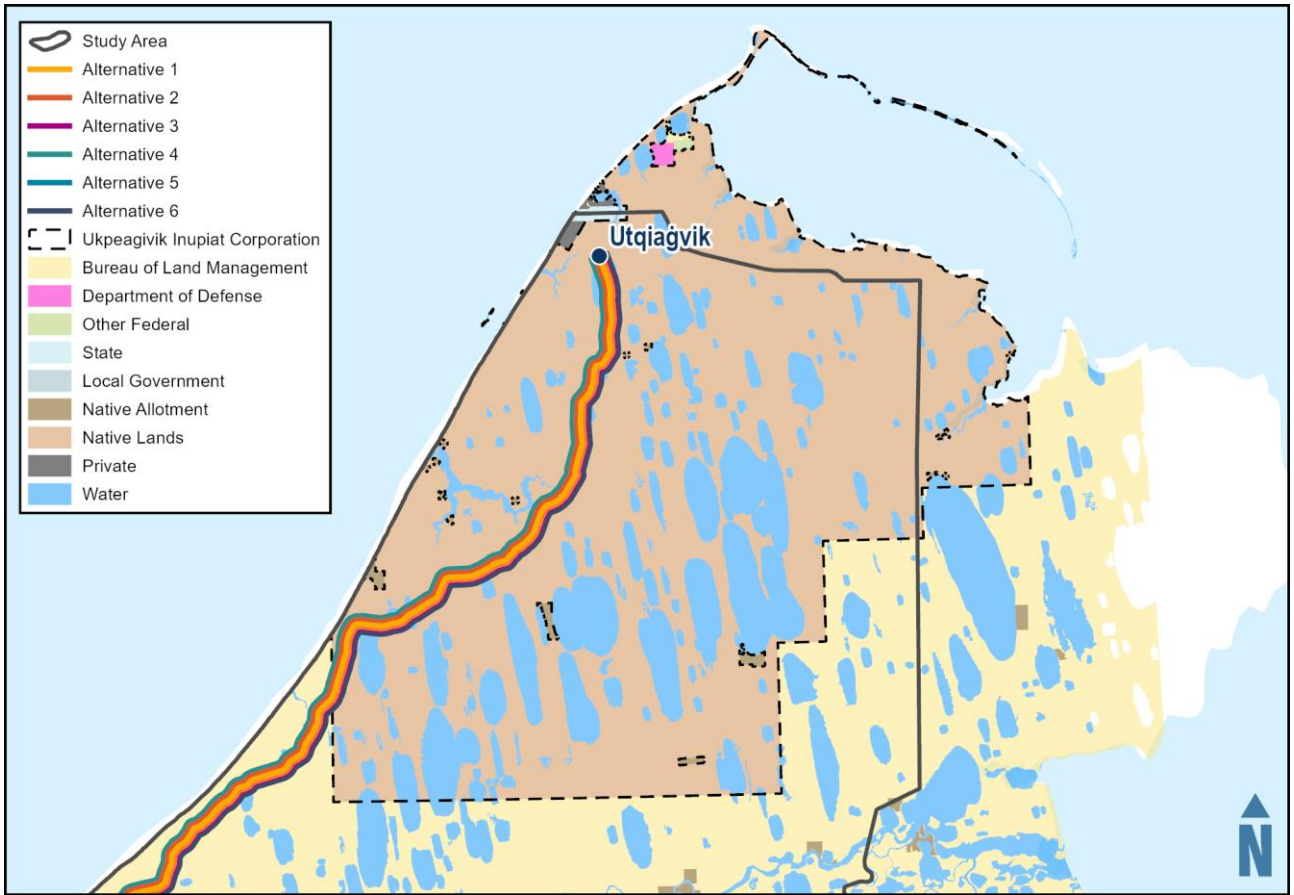 Study Area
Alternative 1
Alternative 2
Alternative 3
Alternative 4
Alternative 5
Alternative 6
Ukpeagivik Inupiat Corporation
Bureau of Land Management
Department of Defense
Other Federal
State
Local Government
Native Allotment
Native Lands
Private
Water
Utqiaġvik
N